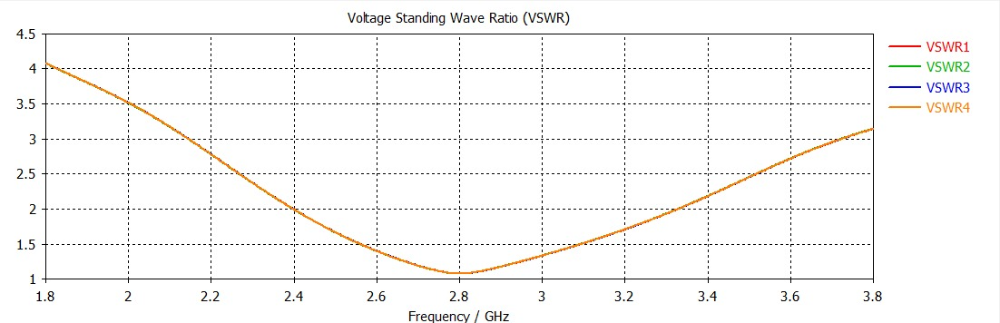 Voltage Standing Wave Ratio (VSWR)
4.5
4
3.5
3
2.5
2
1.5
1
1.8 2 2.2 2.4 2.6 2.8 3 3.2 3.4 3.6 3.8
Frequency / GHz
VSWR1
VSWR2
VSWR3
VSWR4